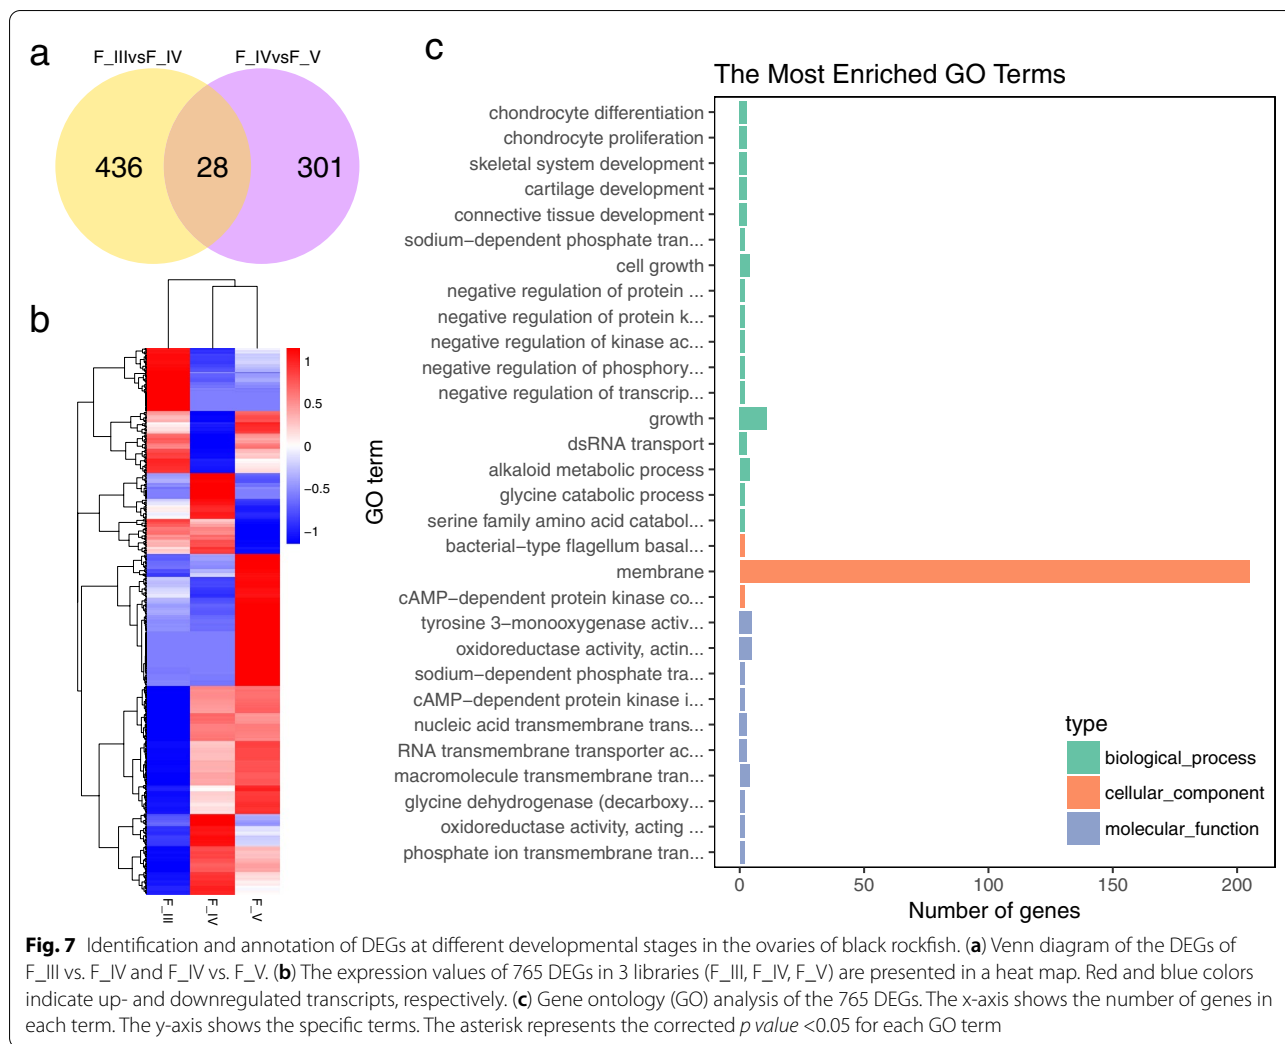 a
F_IIIvsF_IV
F_IVvsF_V
436
28
301
b
1
0.5
0
−0.5
−1
F_III
F_IV
F_V
c
The Most Enriched GO Terms
GO term
chondrocyte differentiation
chondrocyte proliferation
skeletal system development
cartilage development
connective tissue development
sodium−dependent phosphate tran...
cell growth
negative regulation of protein ...
negative regulation of protein k...
negative regulation of kinase ac...
negative regulation of phosphory...
negative regulation of transcrip...
growth
dsRNA transport
alkaloid metabolic process
glycine catabolic process
serine family amino acid catabol...
bacterial−type flagellum basal...
membrane
cAMP−dependent protein kinase co...
tyrosine 3−monooxygenase activ...
oxidoreductase activity, actin...
sodium−dependent phosphate tra...
cAMP−dependent protein kinase i...
nucleic acid transmembrane trans...
RNA transmembrane transporter ac...
macromolecule transmembrane tran...
glycine dehydrogenase (decarboxy...
oxidoreductase activity, acting ...
phosphate ion transmembrane tran...
type
biological_process
cellular_component
molecular_function
0
50
100
150
200
Number of genes
Fig. 7 Identification and annotation of DEGs at different developmental stages in the ovaries of black rockfish. (a) Venn diagram of the DEGs of
F_III vs. F_IV and F_IV vs. F_V. (b) The expression values of 765 DEGs in 3 libraries (F_III, F_IV, F_V) are presented in a heat map. Red and blue colors
indicate up- and downregulated transcripts, respectively. (c) Gene ontology (GO) analysis of the 765 DEGs. The x-axis shows the number of genes in
each term. The y-axis shows the specific terms. The asterisk represents the corrected p value <0.05 for each GO term